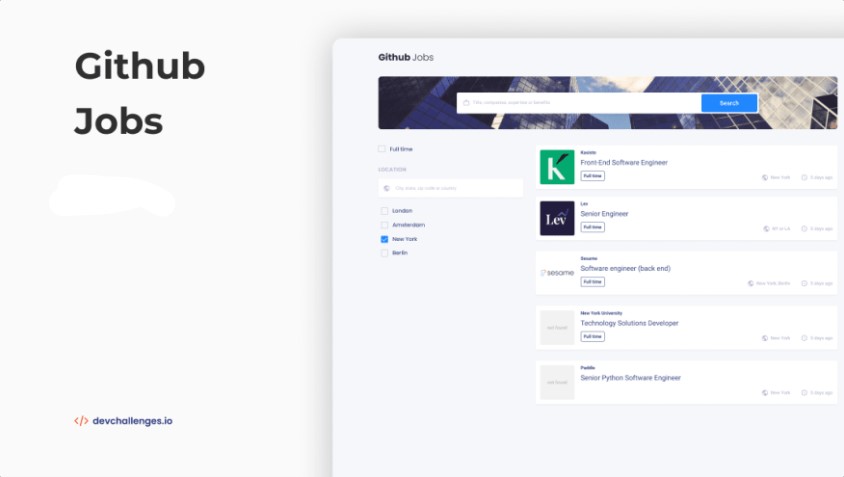 Github
Jobs
</> devchallenges.io
Github Jobs
Title, companies, expertise or benefits
Search
Full time
LOCATION
City, state, zip code or country
London
Amsterdam
New York
Berlin
Kasisto
Front-End Software Engineer
Full time
New York
5 days ago
Lev
Lev
Senior Engineer
Full time
NY or LA
5 days ago
sesame
Sesame
Software engineer (back end)
Full time
New York, Berlin
5 days ago
not found
New York University
Technology Solutions Developer
Full time
New York
5 days ago
not found
Paddle
Senior Python Software Engineer
New York
5 days ago